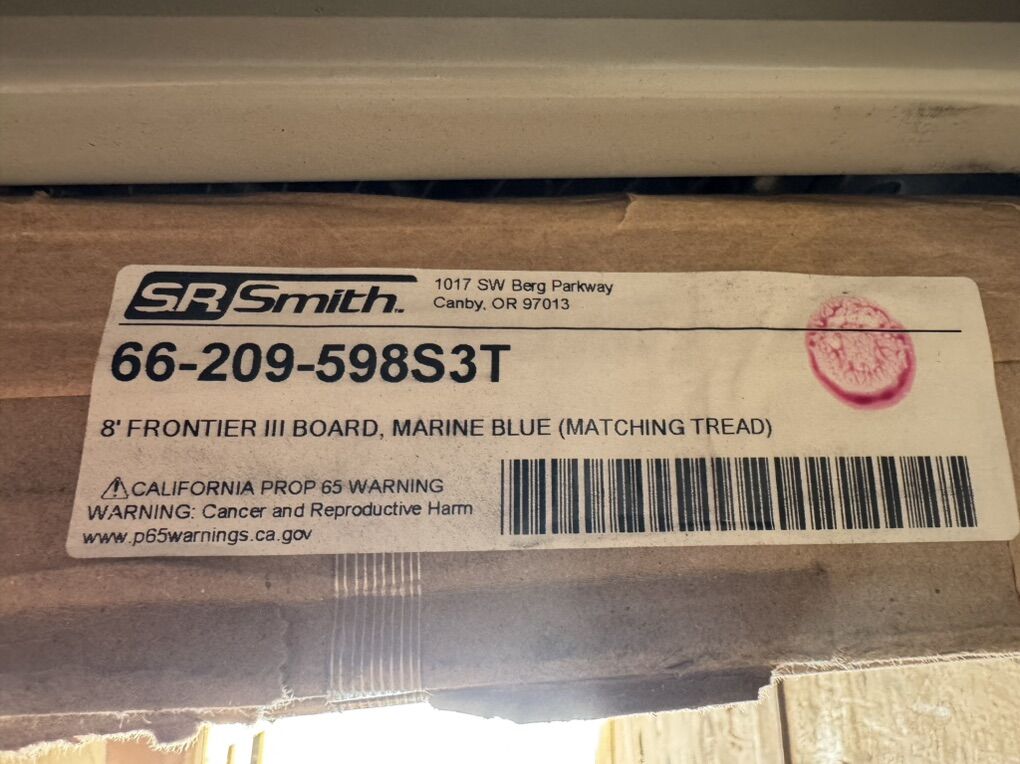 S.R.Smith™
1017 SW Berg Parkway
Canby, OR 97013
66-209-598S3T
8' FRONTIER III BOARD, MARINE BLUE (MATCHING TREAD)
⚠CALIFORNIA PROP 65 WARNING
WARNING: Cancer and Reproductive Harm
www.p65warnings.ca.gov